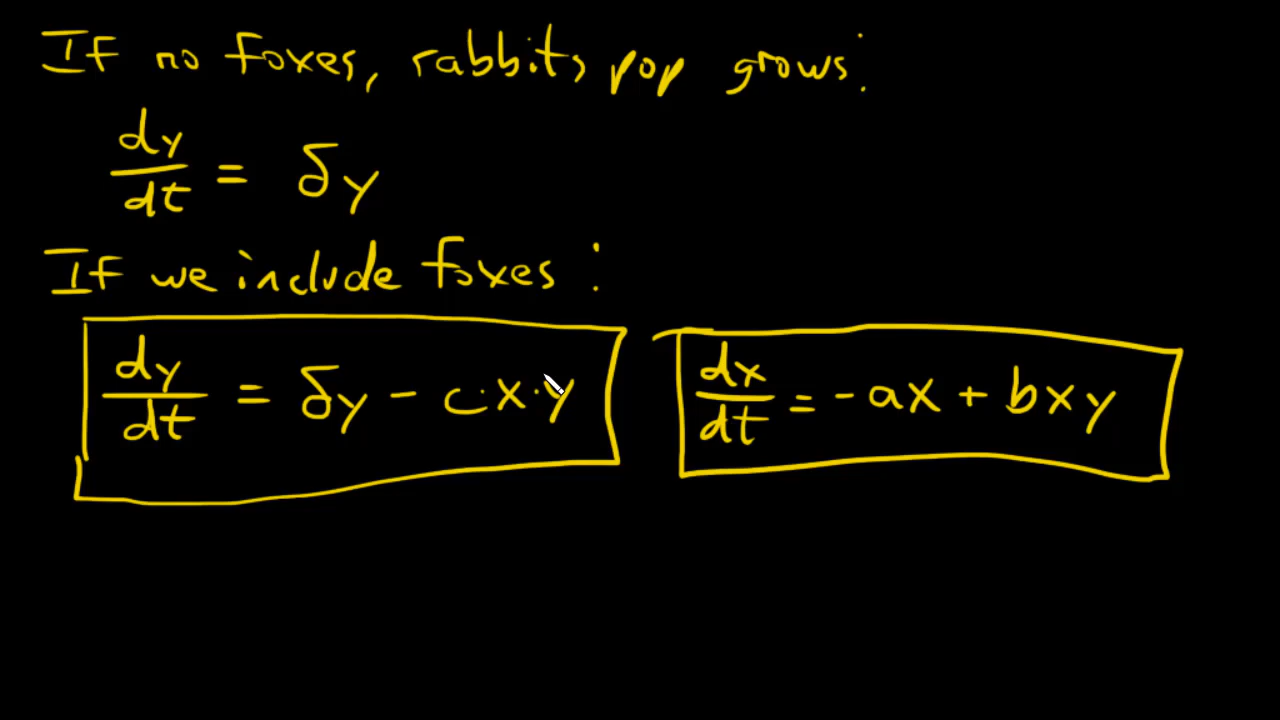 If no foxes, rabbits pop grows:
dy/dt = δy
If we include foxes:
dy/dt = δy - c·x·y
dx/dt = -ax + bxy